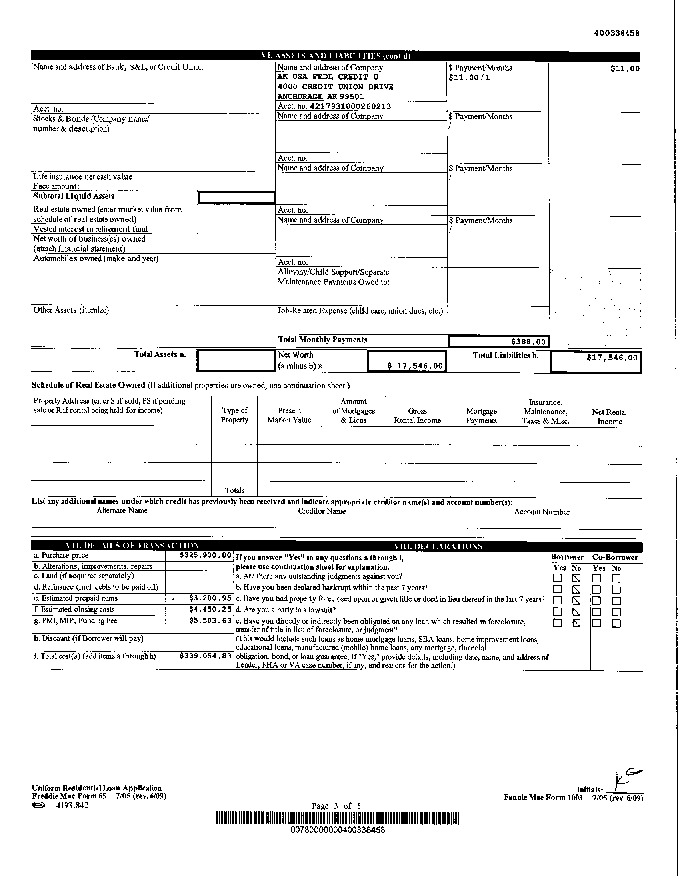 400338458
VI. ASSETS AND LIABILITIES (cont'd)
Name and address of Bank, S&L, or Credit Union
Name and address of Company
$ Payment/Months
$11.00
AK USA FEDL CREDIT U
$11.00/1
4000 CREDIT UNION DRIVE
ANCHORAGE, AK 99501
Acct. no.
Acct. no. 4217931000260213
Stocks & Bonds (Company name/
number & description)
Name and address of Company
$ Payment/Months
/
Acct. no.
Name and address of Company
$ Payment/Months
/
Life insurance net cash value
Face amount:
Subtotal Liquid Assets
Real estate owned (enter market value from
schedule of real estate owned)
Acct. no.
Name and address of Company
$ Payment/Months
/
Vested interest in retirement fund
Net worth of business(es) owned
(attach financial statement)
Automobiles owned (make and year)
Acct. no.
Alimony/Child Support/Separate
Maintenance Payments Owed to:
Other Assets (itemize)
Job-Related Expense (child care, union dues, etc.)
Total Monthly Payments
$388.00
Total Assets a.
Net Worth
(a minus b)
$ 17,546.00
Total Liabilities b.
$17,546.00
Schedule of Real Estate Owned (If additional properties are owned, use continuation sheet.)
Property Address (enter S if sold, PS if pending
sale or R if rental being held for income)
Type of
Property
Present
Market Value
Amount
of Mortgages
& Liens
Gross
Rental Income
Mortgage
Payments
Insurance,
Maintenance,
Taxes & Misc.
Net Rental
Income
Totals
List any additional names under which credit has previously been received and indicate appropriate creditor name(s) and account number(s):
Alternate Name
Creditor Name
Account Number
VII. DETAILS OF TRANSACTION
VIII. DECLARATIONS
a. Purchase price
$325,900.00
b. Alterations, improvements, repairs
c. Land (if acquired separately)
d. Refinance (incl. debts to be paid off)
e. Estimated prepaid items
f. Estimated closing costs
$4,450.25
g. PMI, MIP, Funding Fee
$5,503.63
h. Discount (if Borrower will pay)
i. Total costs (add items a through h)
$339,054.83
If you answer "Yes" to any questions a through i,
please use continuation sheet for explanation.
Borrower Co-Borrower
Yes No Yes No
a. Are there any outstanding judgments against you?
b. Have you been declared bankrupt within the past 7 years?
c. Have you had property foreclosed upon or given title or deed in lieu thereof in the last 7 years?
d. Are you a party to a lawsuit?
e. Have you directly or indirectly been obligated on any loan which resulted in foreclosure,
transfer of title in lieu of foreclosure, or judgment?
(This would include such loans as home mortgage loans, SBA loans, home improvement loans,
educational loans, manufactured (mobile) home loans, any mortgage, financial
obligation, bond, or loan guarantee. If "Yes," provide details, including date, name, and address of
Lender, FHA or VA case number, if any, and reasons for the action.)
Uniform Residential Loan Application
Freddie Mac Form 65 7/05 (rev. 6/09)
Page 3 of 5
Initials:
Fannie Mae Form 1003 7/05 (rev. 6/09)